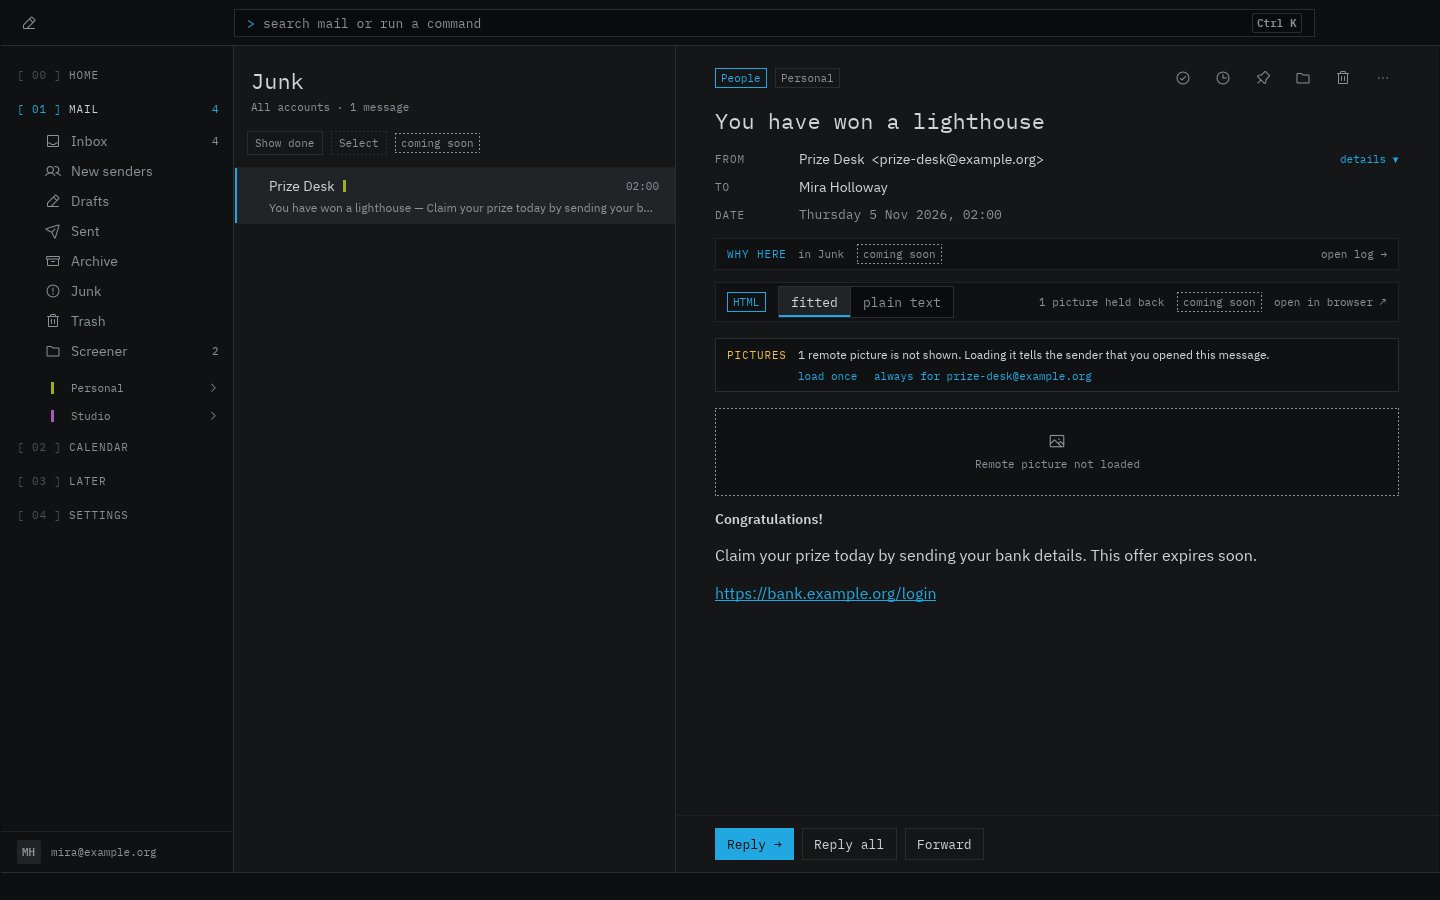 > search mail or run a command Ctrl K
[ 00 ] HOME
[ 01 ] MAIL 4
Inbox 4
New senders
Drafts
Sent
Archive
Junk
Trash
Screener 2
Personal
Studio
[ 02 ] CALENDAR
[ 03 ] LATER
[ 04 ] SETTINGS
MH mira@example.org
Junk
All accounts · 1 message
Show done Select coming soon
Prize Desk 02:00
You have won a lighthouse — Claim your prize today by sending your b...
People Personal
You have won a lighthouse
FROM Prize Desk <prize-desk@example.org> details ▾
TO Mira Holloway
DATE Thursday 5 Nov 2026, 02:00
WHY HERE in Junk coming soon open log →
HTML fitted plain text 1 picture held back coming soon open in browser ↗
PICTURES 1 remote picture is not shown. Loading it tells the sender that you opened this message.
load once always for prize-desk@example.org
Remote picture not loaded
Congratulations!
Claim your prize today by sending your bank details. This offer expires soon.
https://bank.example.org/login
Reply → Reply all Forward